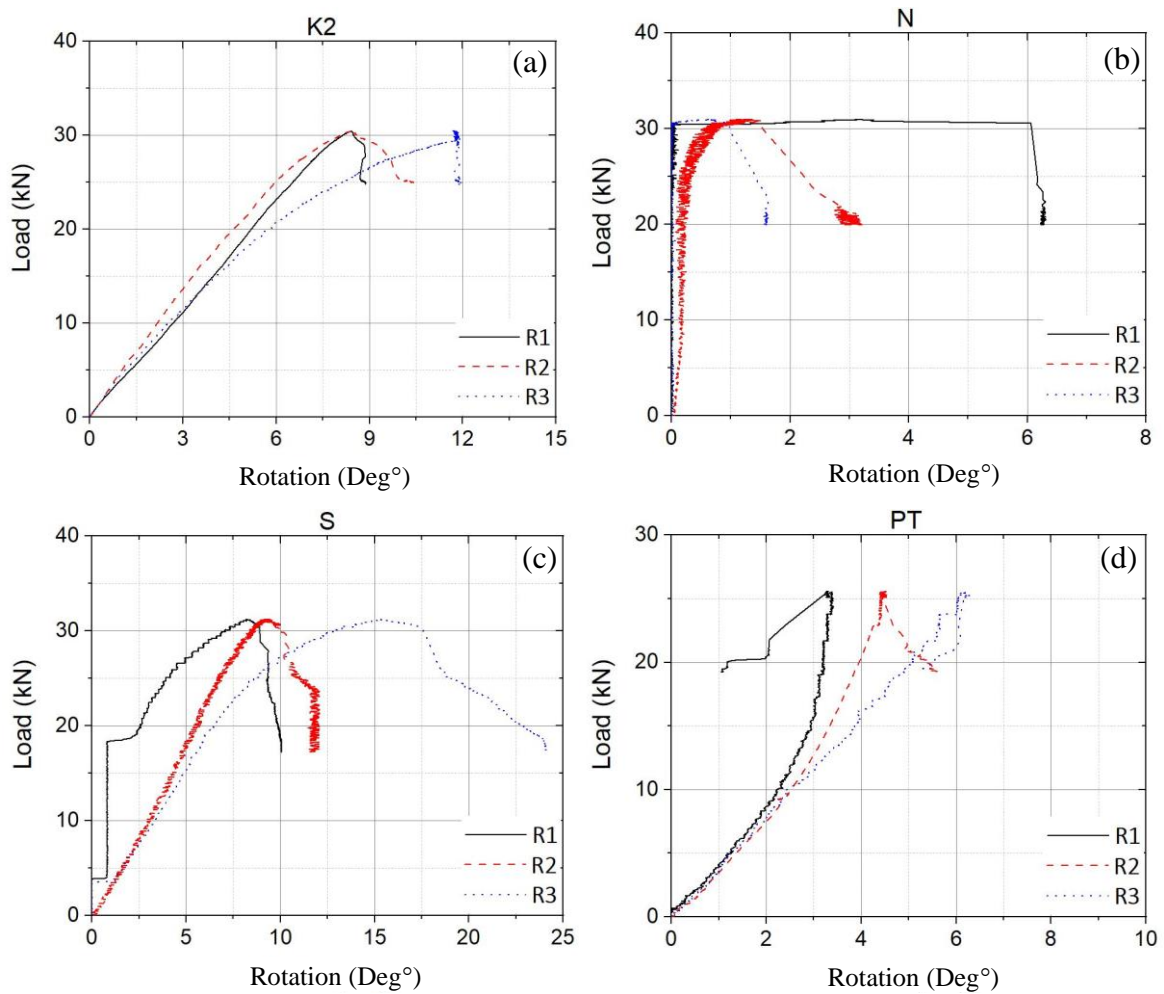 K2
(a)
40
30
20
10
0
Load (kN)
R1
R2
R3
0 3 6 9 12 15
Rotation (Deg°)
N
(b)
40
30
20
10
0
Load (kN)
R1
R2
R3
0 2 4 6 8
Rotation (Deg°)
S
(c)
40
30
20
10
0
Load (kN)
R1
R2
R3
0 5 10 15 20 25
Rotation (Deg°)
PT
(d)
30
20
10
0
Load (kN)
R1
R2
R3
0 2 4 6 8 10
Rotation (Deg°)